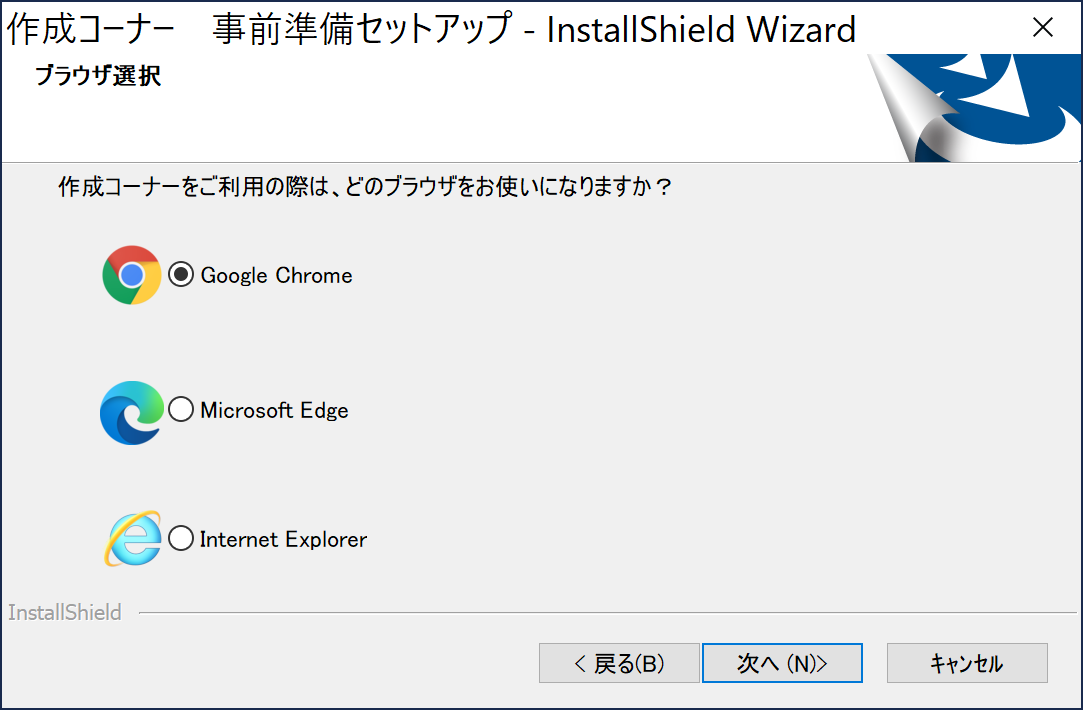 作成コーナー　事前準備セットアップ - InstallShield Wizard
ブラウザ選択
作成コーナーをご利用の際は、どのブラウザをお使いになりますか？
Google Chrome
Microsoft Edge
Internet Explorer
InstallShield
< 戻る(B)
次へ (N)>
キャンセル